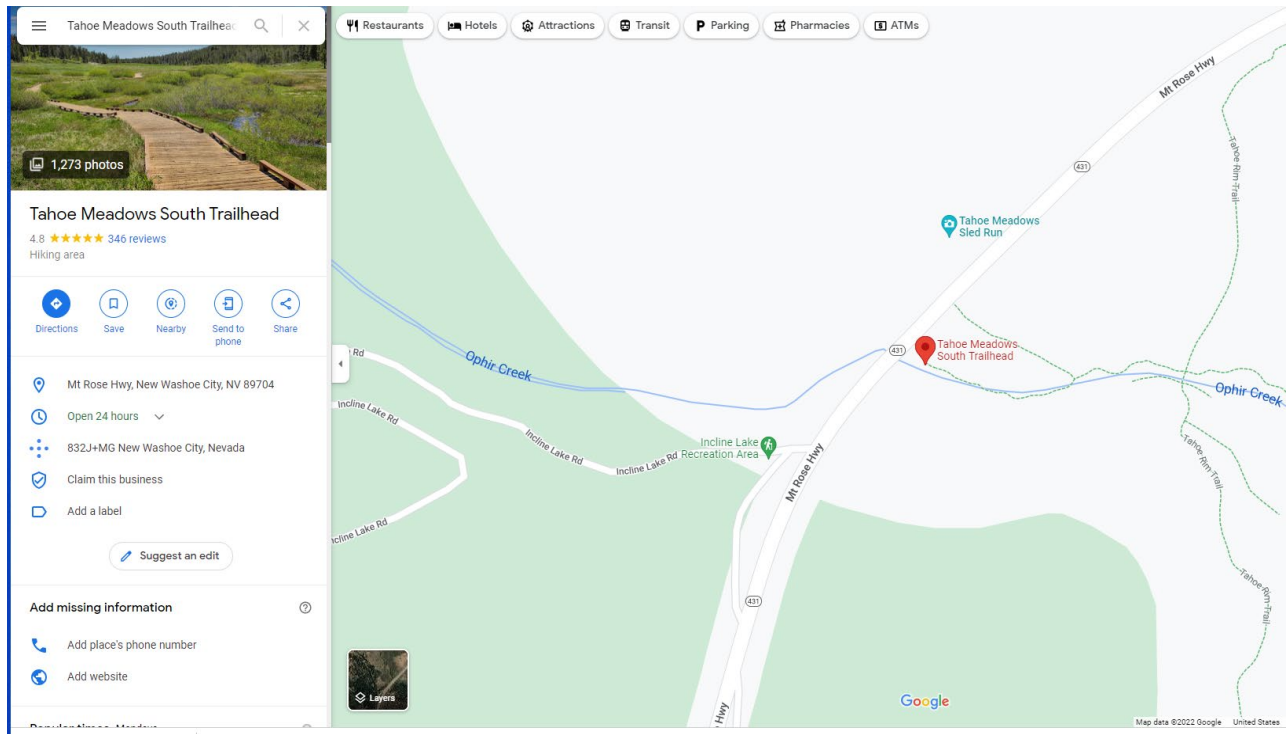 Tahoe Meadows South Trailhead
Restaurants
Hotels
Attractions
Transit
Parking
Pharmacies
ATMs
1,273 photos
Tahoe Meadows South Trailhead
4.8 ★★★★★ 346 reviews
Hiking area
Directions
Save
Nearby
Send to
phone
Share
Mt Rose Hwy, New Washoe City, NV 89704
Open 24 hours
832J+MG New Washoe City, Nevada
Claim this business
Add a label
Suggest an edit
Add missing information
Add place's phone number
Add website
Mt Rose Hwy
431
Tahoe Rim Trail
Tahoe Meadows
Sled Run
431
Tahoe Meadows
South Trailhead
Rd
Ophir Creek
Ophir Creek
Incline Lake Rd
Incline Lake Rd
Incline Lake Rd
Incline Lake
Recreation Area
Mt Rose Hwy
Tahoe Rim Trail
ncline Lake Rd
Tahoe Rim Trail
431
Layers
Hwy
Google
Map data ©2022 Google
United States